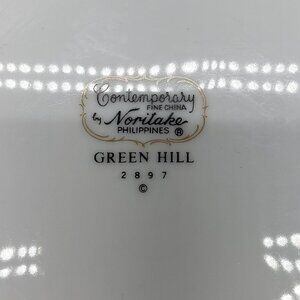 Contemporary
FINE CHINA
by Noritake
PHILIPPINES ®
GREEN HILL
2897
©